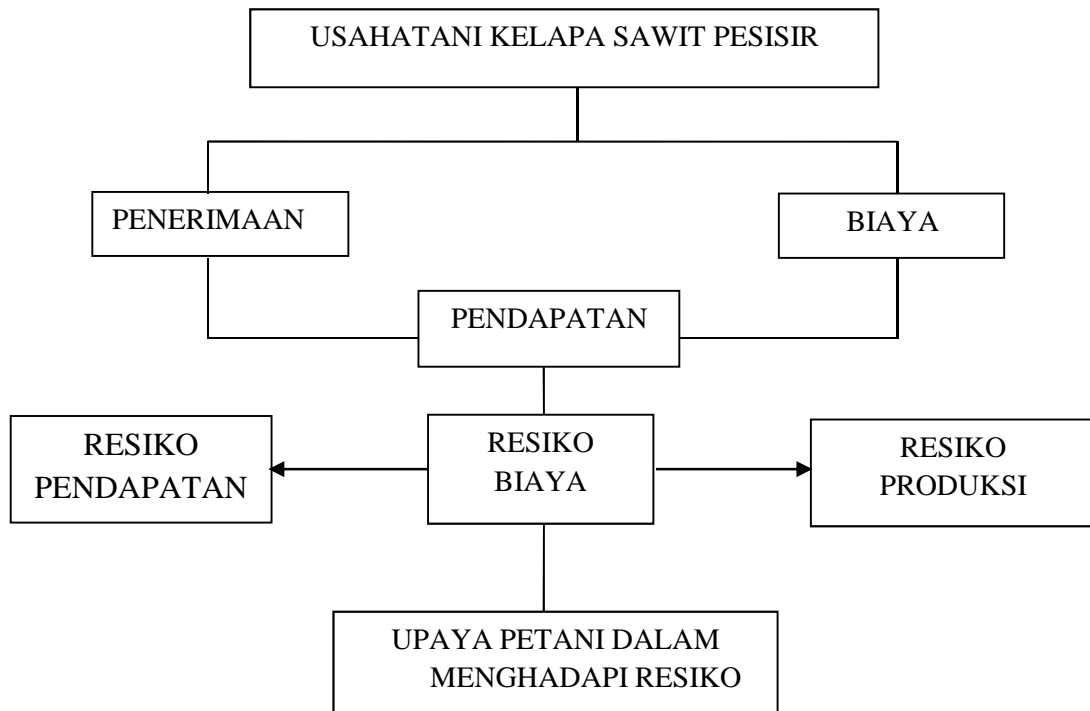 USAHATANI KELAPA SAWIT PESISIR
PENERIMAAN
BIAYA
PENDAPATAN
RESIKO
PENDAPATAN
RESIKO
BIAYA
RESIKO
PRODUKSI
UPAYA PETANI DALAM
MENGHADAPI RESIKO